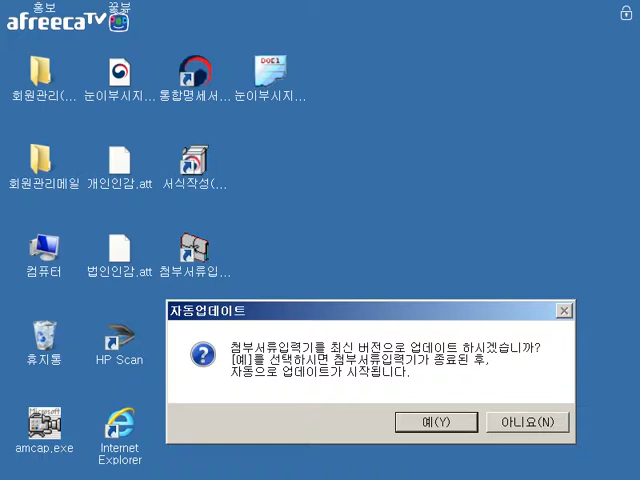 홍보
꽃뷰
afreecaTV
회원관리(...
눈이부시지...
통합명세서...
DOC1
눈이부시지...
회원관리메일
개인인감,att
서식작성(...
컴퓨터
법인인감,att
첨부서류입...
휴지통
HP Scan
Microsoft
amcap,exe
Internet
Explorer
자동업데이트
첨부서류입력기를 최신 버전으로 업데이트 하시겠습니까?
[예]를 선택하시면 첨부서류입력기가 종료된 후,
자동으로 업데이트가 시작됩니다.
예(Y)
아니요(N)